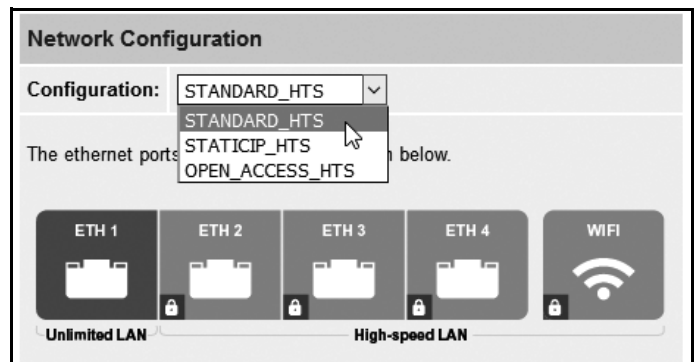 Network Configuration
Configuration: STANDARD_HTS
STANDARD_HTS
STATICIP_HTS
OPEN_ACCESS_HTS
The ethernet ports below.
ETH 1 ETH 2 ETH 3 ETH 4 WIFI
Unlimited LAN High-speed LAN